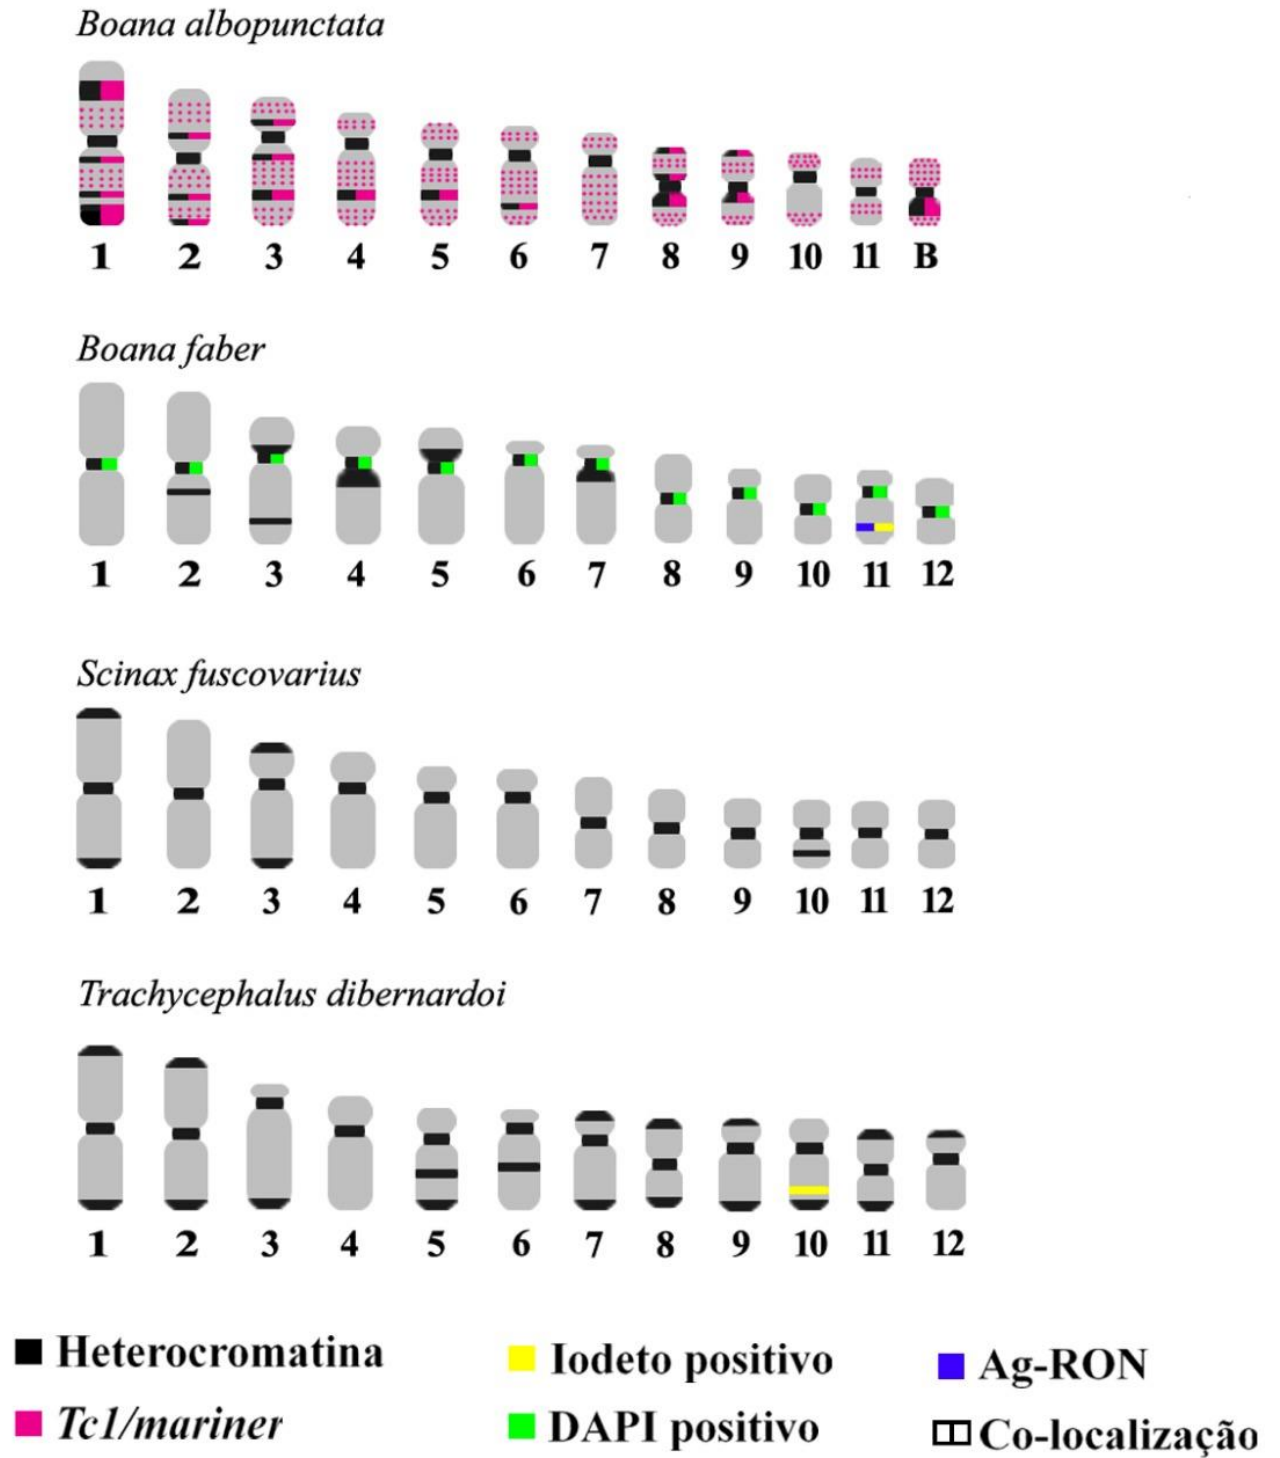 Boana albopunctata
1 2 3 4 5 6 7 8 9 10 11 B
Boana faber
1 2 3 4 5 6 7 8 9 10 11 12
Scinax fuscovarius
1 2 3 4 5 6 7 8 9 10 11 12
Trachycephalus dibernardoi
1 2 3 4 5 6 7 8 9 10 11 12
Heterocromatina Iodeto positivo Ag-RON
Tc1/mariner DAPI positivo Co-localização